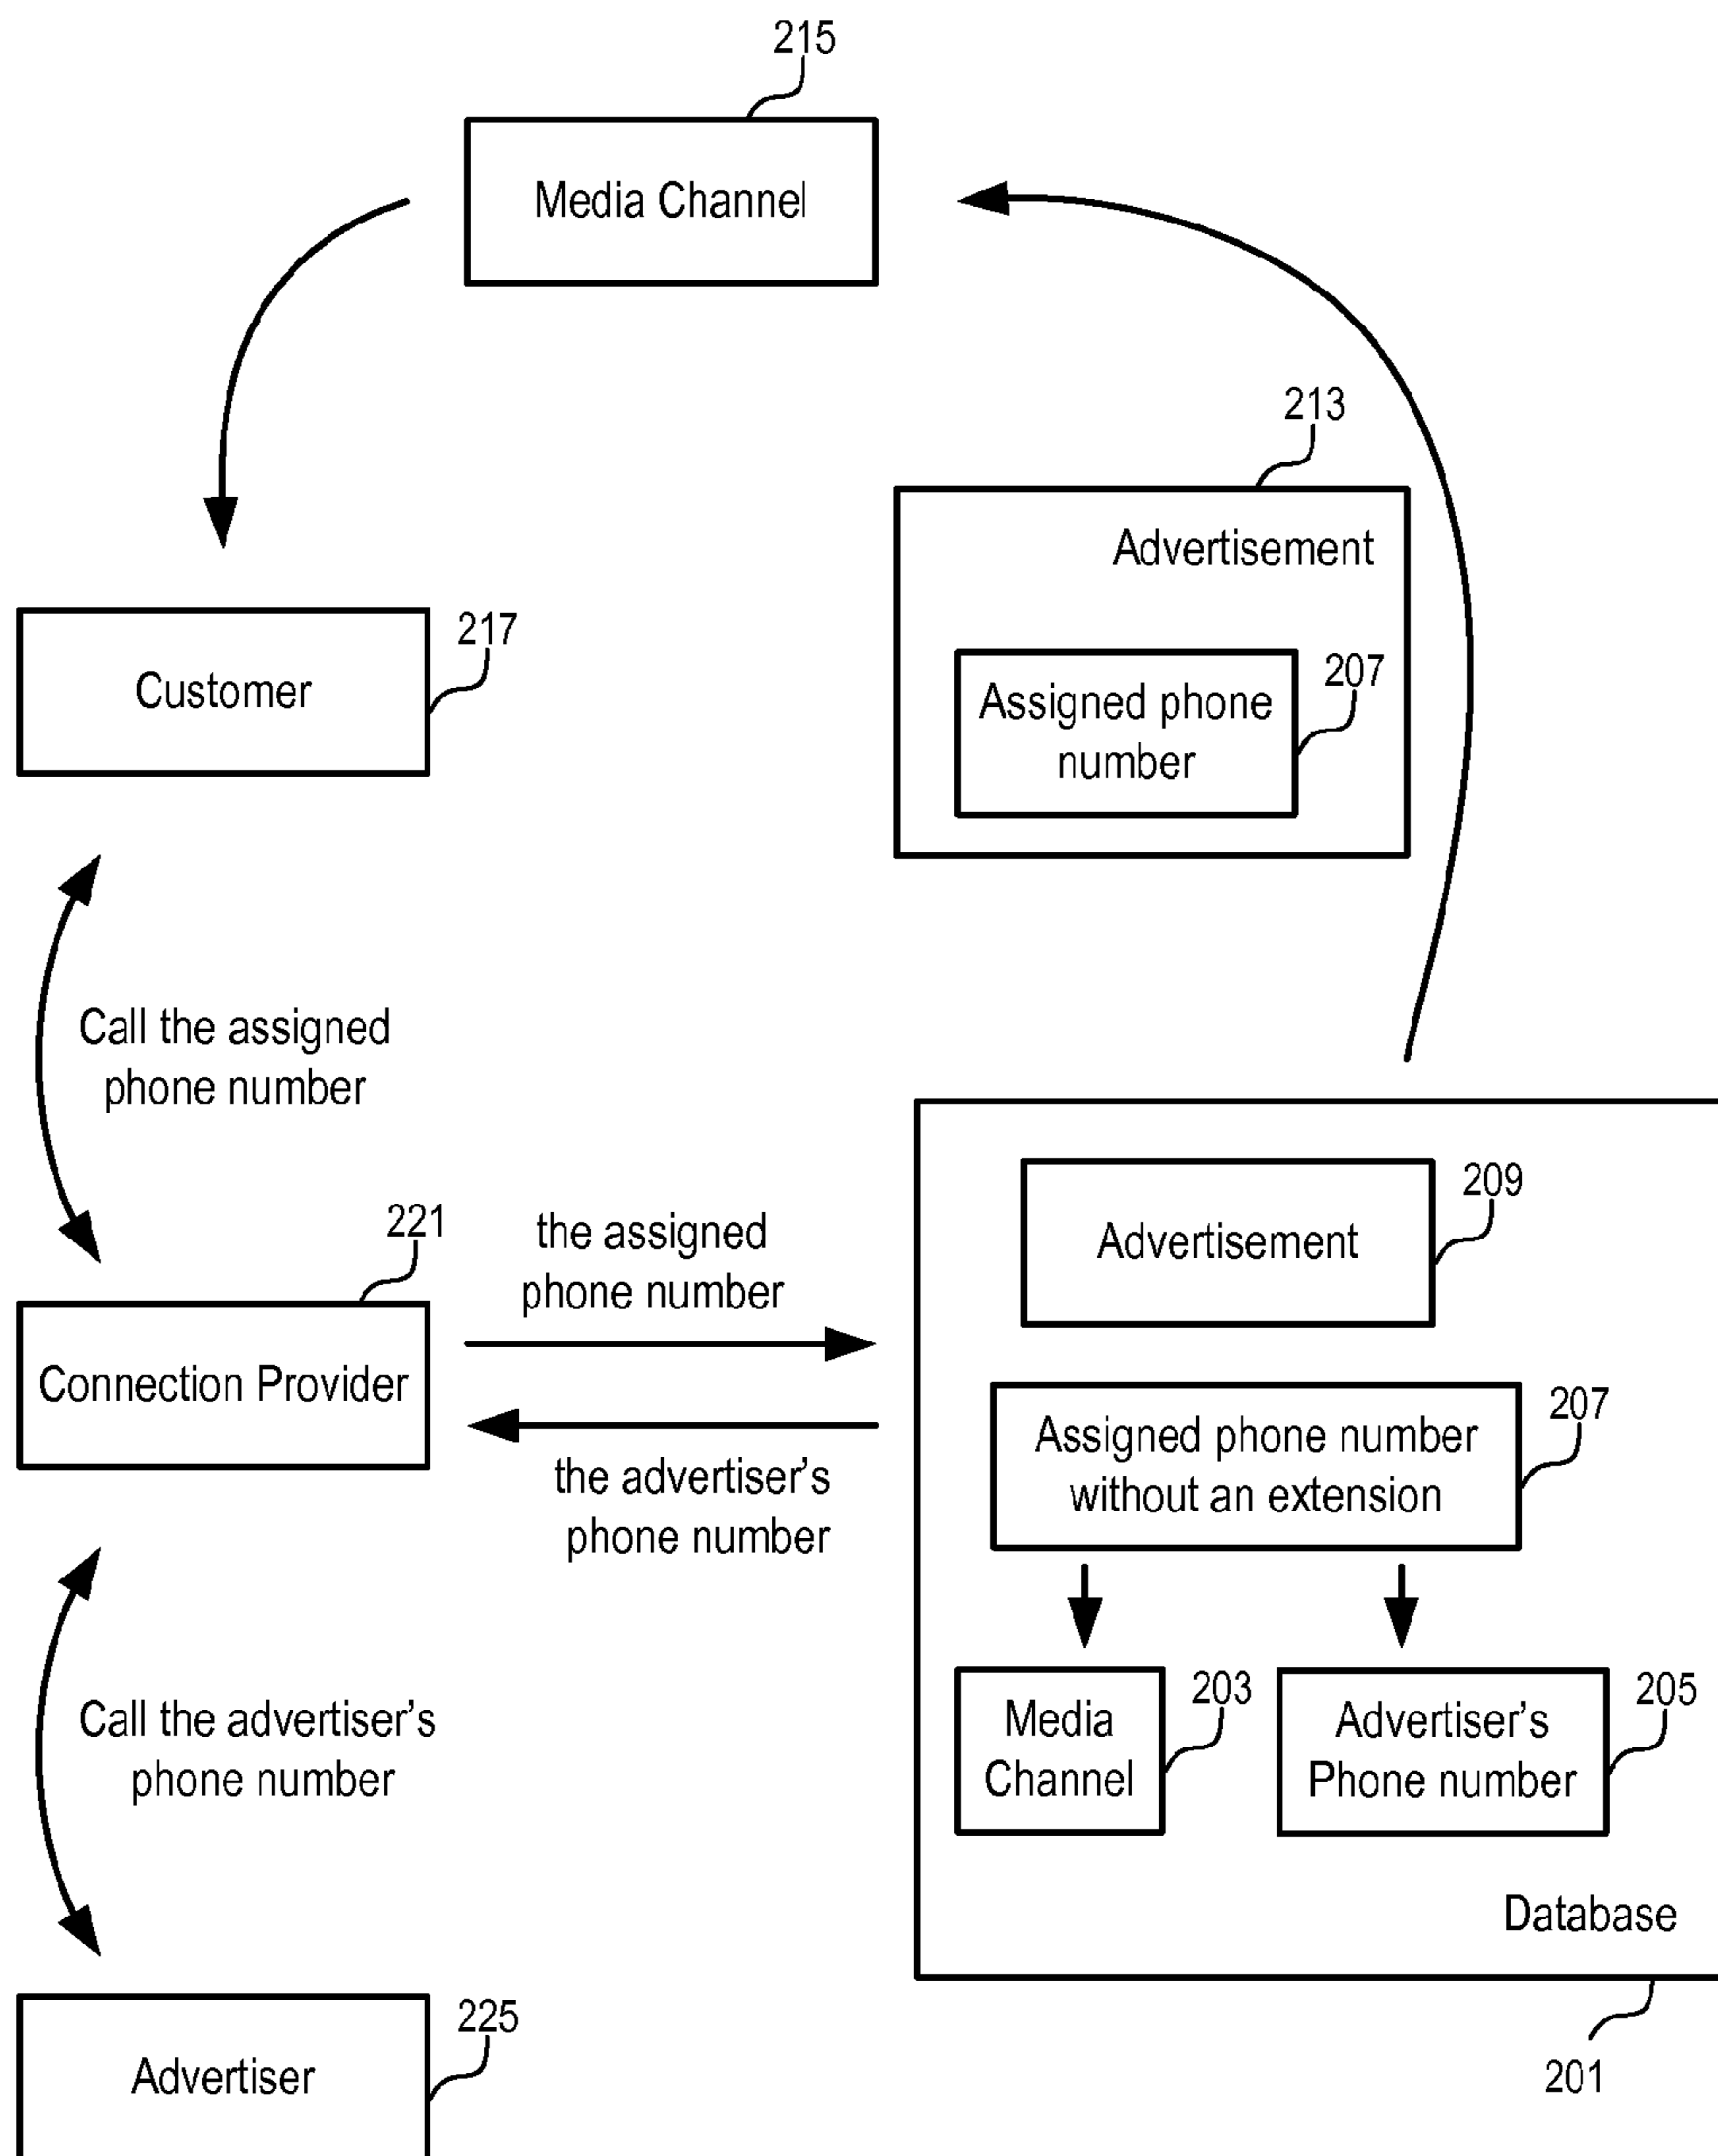 215
Media Channel
213
Advertisement
217
Customer
207
Assigned phone
number
Call the assigned
phone number
221
the assigned
phone number
209
Advertisement
Connection Provider
207
Assigned phone number
without an extension
the advertiser's
phone number
203
Media
Channel
205
Advertiser's
Phone number
Call the advertiser's
phone number
Database
225
Advertiser
201